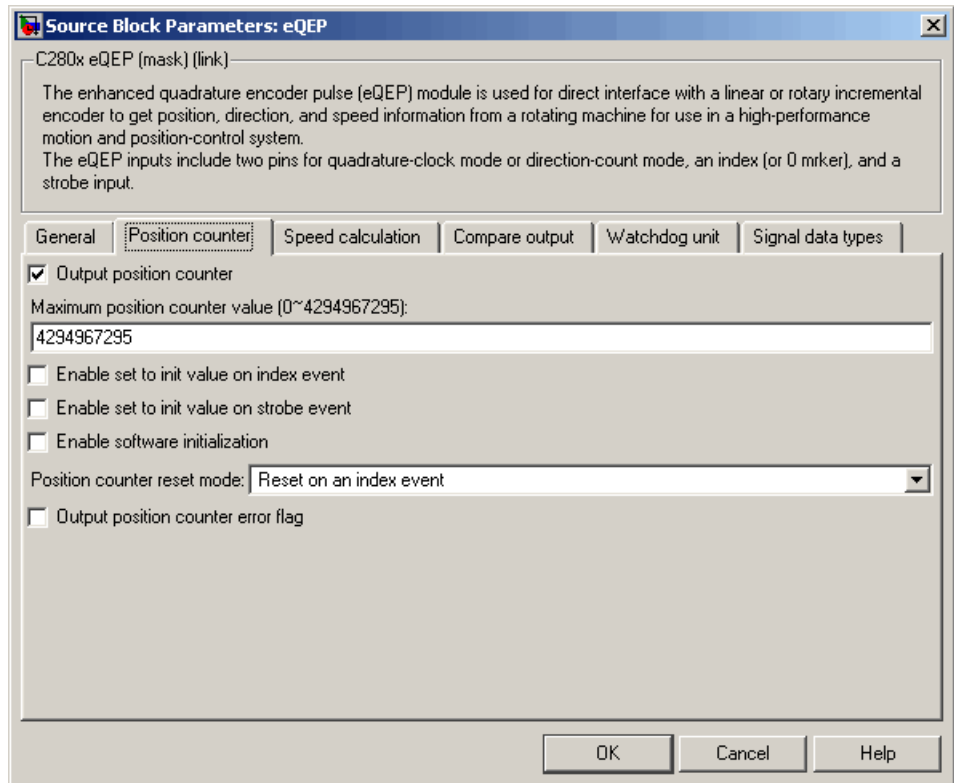 Source Block Parameters: eQEP
C280x eQEP (mask) (link)
The enhanced quadrature encoder pulse (eQEP) module is used for direct interface with a linear or rotary incremental
encoder to get position, direction, and speed information from a rotating machine for use in a high-performance
motion and position-control system.
The eQEP inputs include two pins for quadrature-clock mode or direction-count mode, an index (or 0 mrker), and a
strobe input.
General Position counter Speed calculation Compare output Watchdog unit Signal data types
Output position counter
Maximum position counter value (0~4294967295):
4294967295
Enable set to init value on index event
Enable set to init value on strobe event
Enable software initialization
Position counter reset mode: Reset on an index event
Output position counter error flag
OK Cancel Help